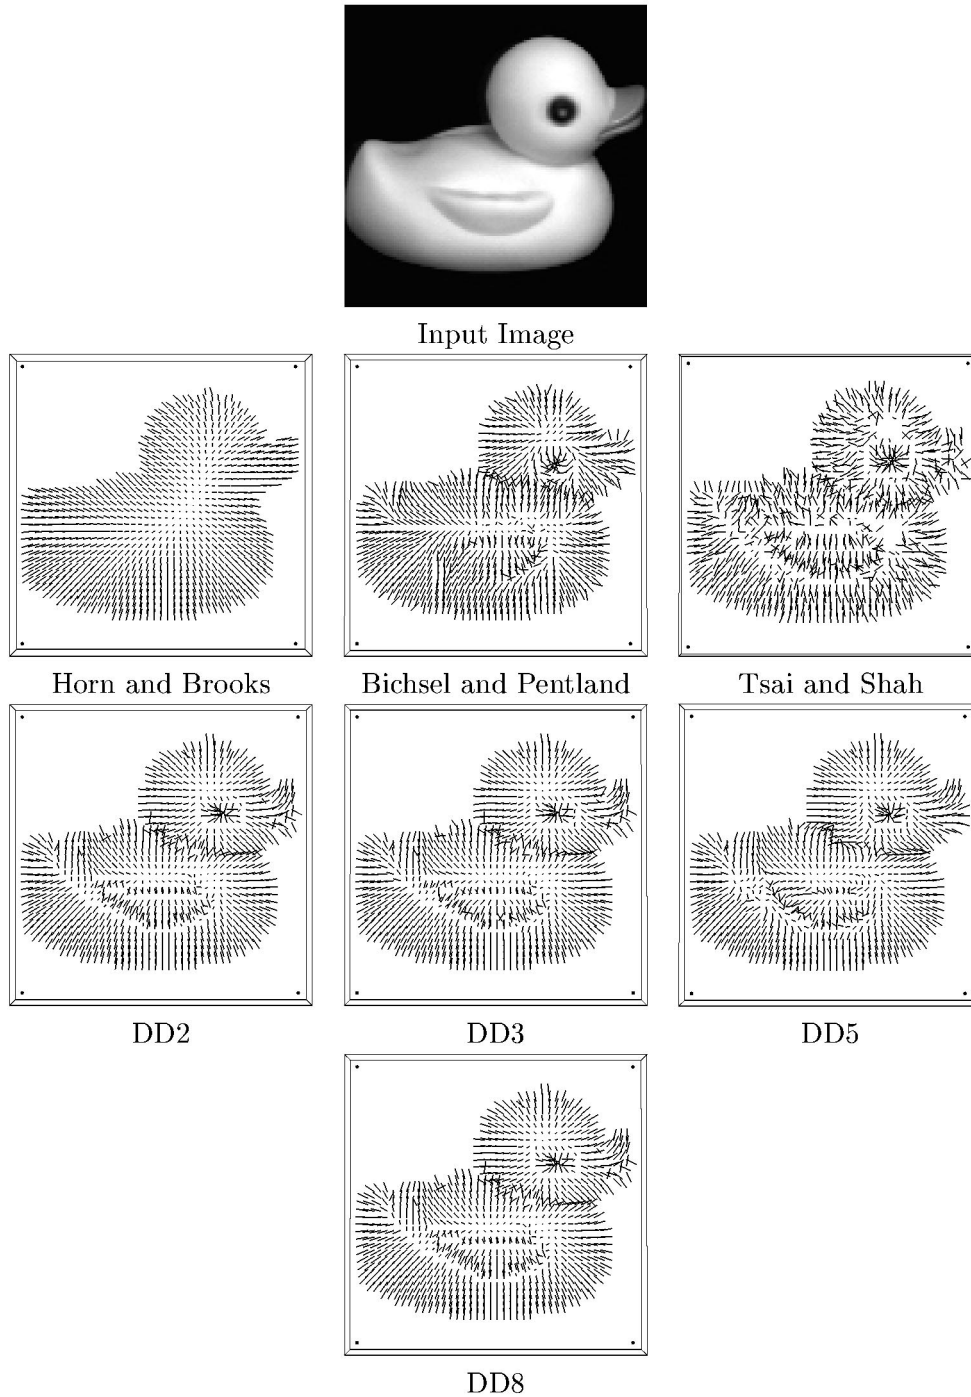 Input Image
Horn and Brooks
Bichsel and Pentland
Tsai and Shah
DD2
DD3
DD5
DD8